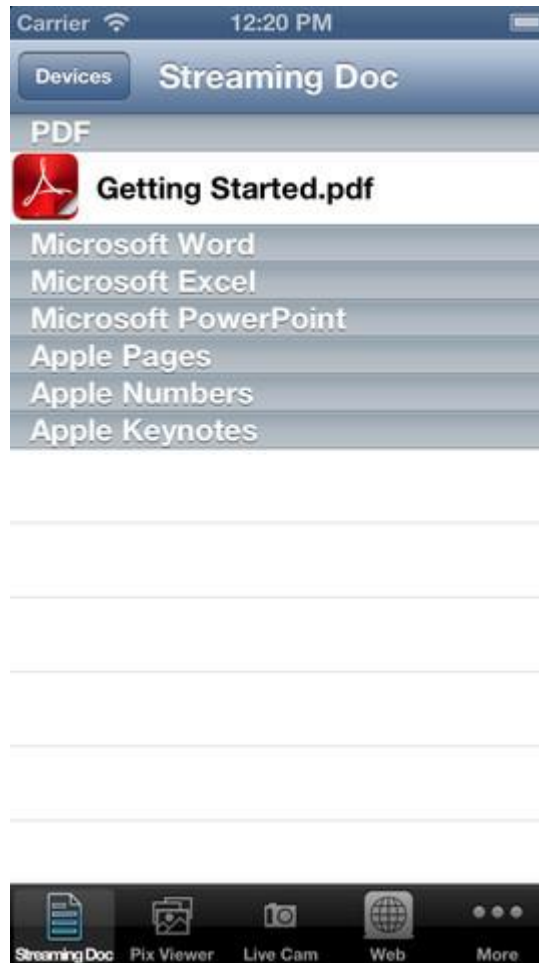 Carrier 12:20 PM
Devices Streaming Doc
PDF
Getting Started.pdf
Microsoft Word
Microsoft Excel
Microsoft PowerPoint
Apple Pages
Apple Numbers
Apple Keynotes
Streaming Doc Pix Viewer Live Cam Web More